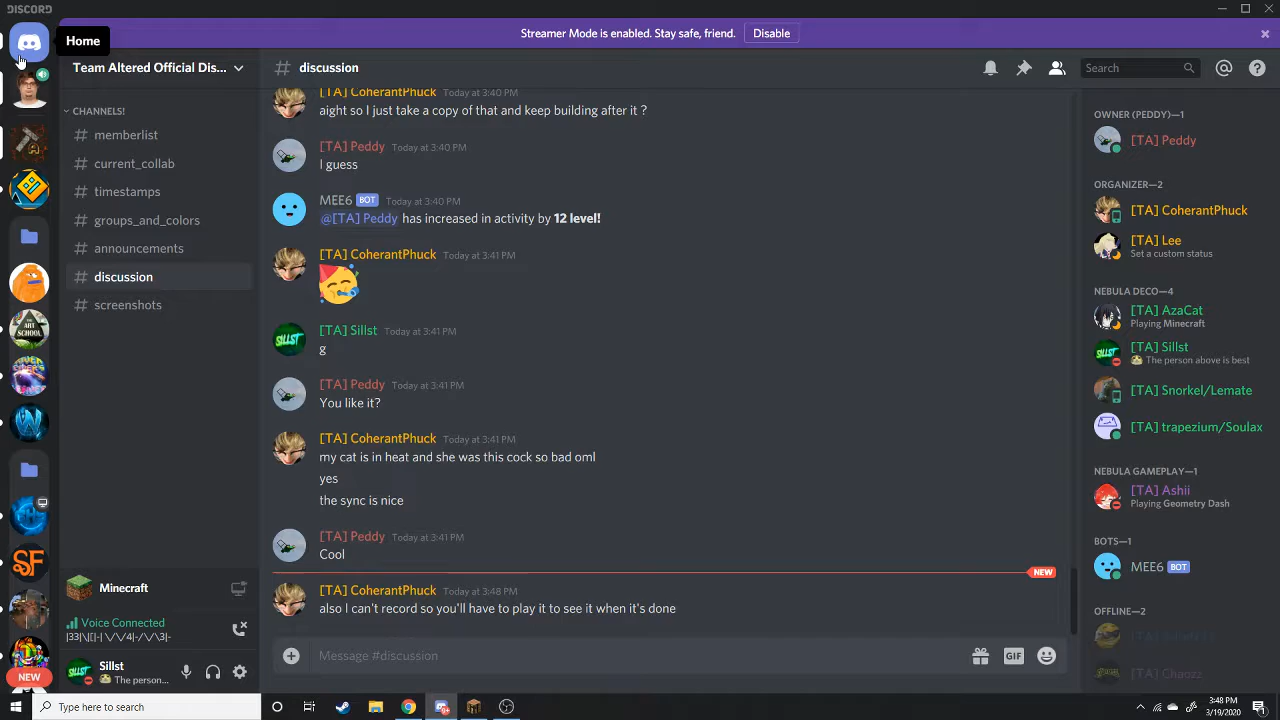 DISCORD
Streamer Mode is enabled. Stay safe, friend.
Disable
Home
Team Altered Official Dis...
discussion
Search
CHANNELS!
memberlist
current_collab
timestamps
groups_and_colors
announcements
discussion
screenshots
[TA] CoherantPhuck Today at 3:40 PM
aight so I just take a copy of that and keep building after it ?
[TA] Peddy Today at 3:40 PM
I guess
MEE6 BOT Today at 3:40 PM
@[TA] Peddy has increased in activity by 12 level!
[TA] CoherantPhuck Today at 3:41 PM
[TA] Sillst Today at 3:41 PM
g
[TA] Peddy Today at 3:41 PM
You like it?
[TA] CoherantPhuck Today at 3:41 PM
my cat is in heat and she was this cock so bad oml
yes
the sync is nice
[TA] Peddy Today at 3:41 PM
Cool
NEW
[TA] CoherantPhuck Today at 3:48 PM
also I can't record so you'll have to play it to see it when it's done
Message #discussion
GIF
OWNER (PEDDY)—1
[TA] Peddy
ORGANIZER—2
[TA] CoherantPhuck
[TA] Lee
Set a custom status
NEBULA DECO—4
[TA] AzaCat
Playing Minecraft
[TA] Sillst
The person above is best
[TA] Snorkel/Lemate
[TA] trapezium/Soulax
NEBULA GAMEPLAY—1
[TA] Ashii
Playing Geometry Dash
BOTS—1
MEE6 BOT
OFFLINE—2
[TA] Chaozz
THE ART SCHOOL
SILLST
SF
NEW
Minecraft
Voice Connected
|33|\[|-| \/\/4|-/\/\3|-
Sillst
The person...
Type here to search
3:48 PM
3/19/2020